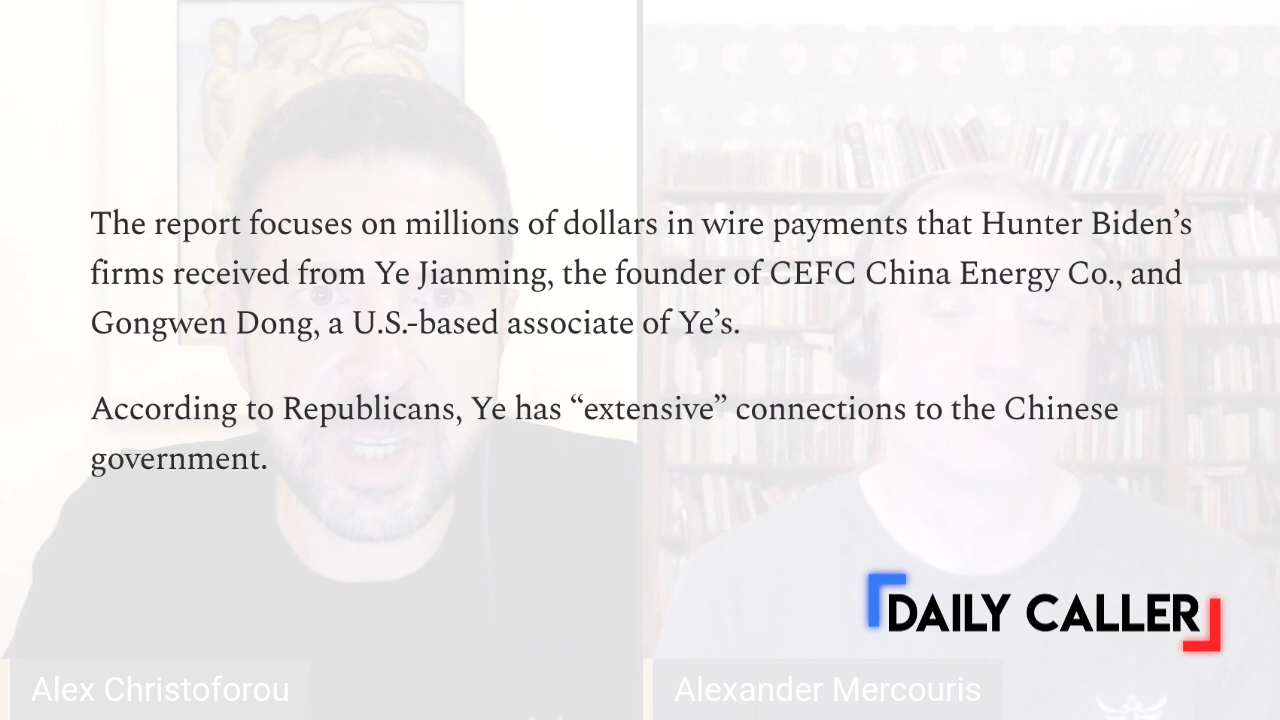 The report focuses on millions of dollars in wire payments that Hunter Biden’s
firms received from Ye Jianming, the founder of CEFC China Energy Co., and
Gongwen Dong, a U.S.-based associate of Ye’s.
According to Republicans, Ye has “extensive” connections to the Chinese
government.
DAILY CALLER
Alex Christoforou
Alexander Mercouris